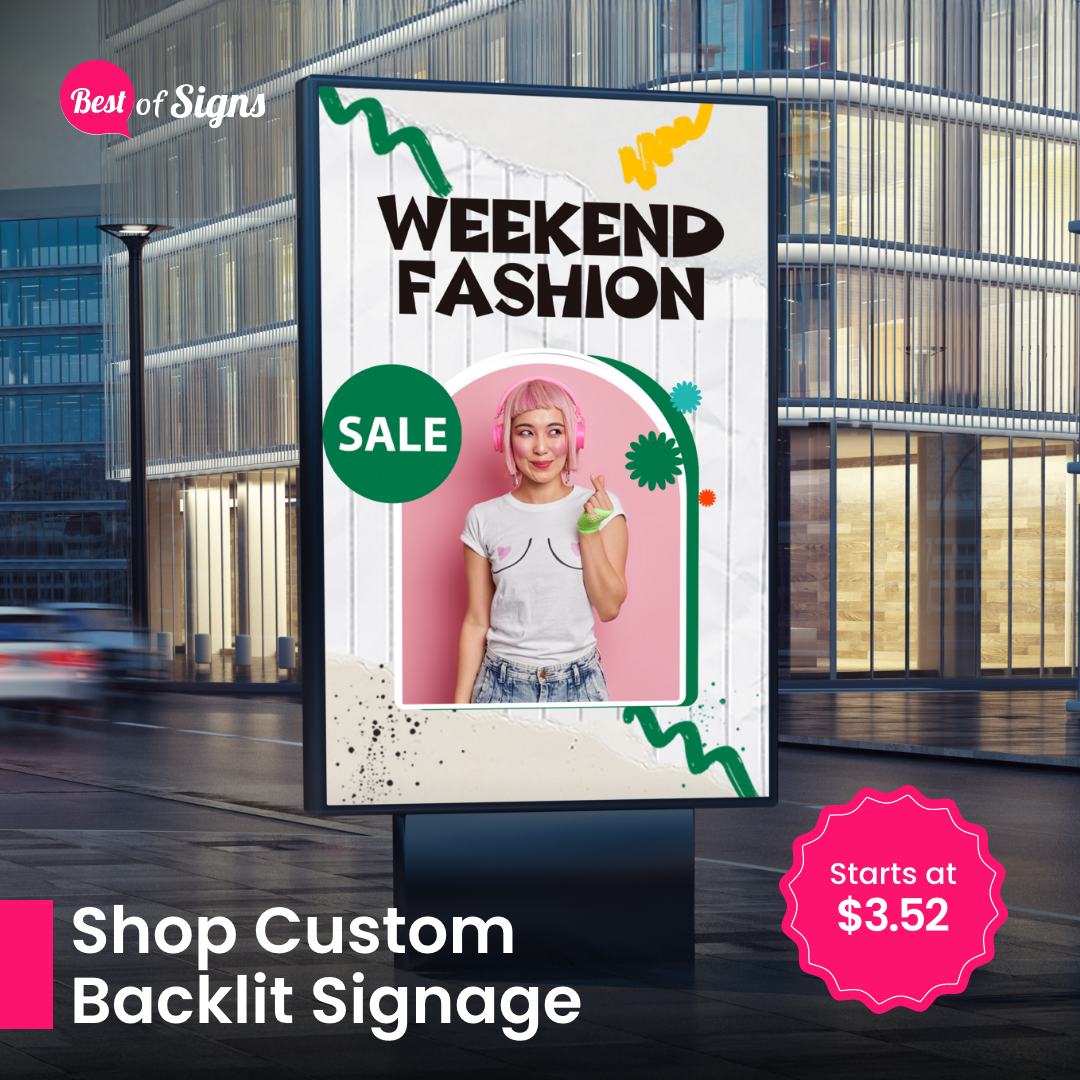 Best of Signs
WEEKEND
FASHION
SALE
Starts at
$3.52
Shop Custom
Backlit Signage